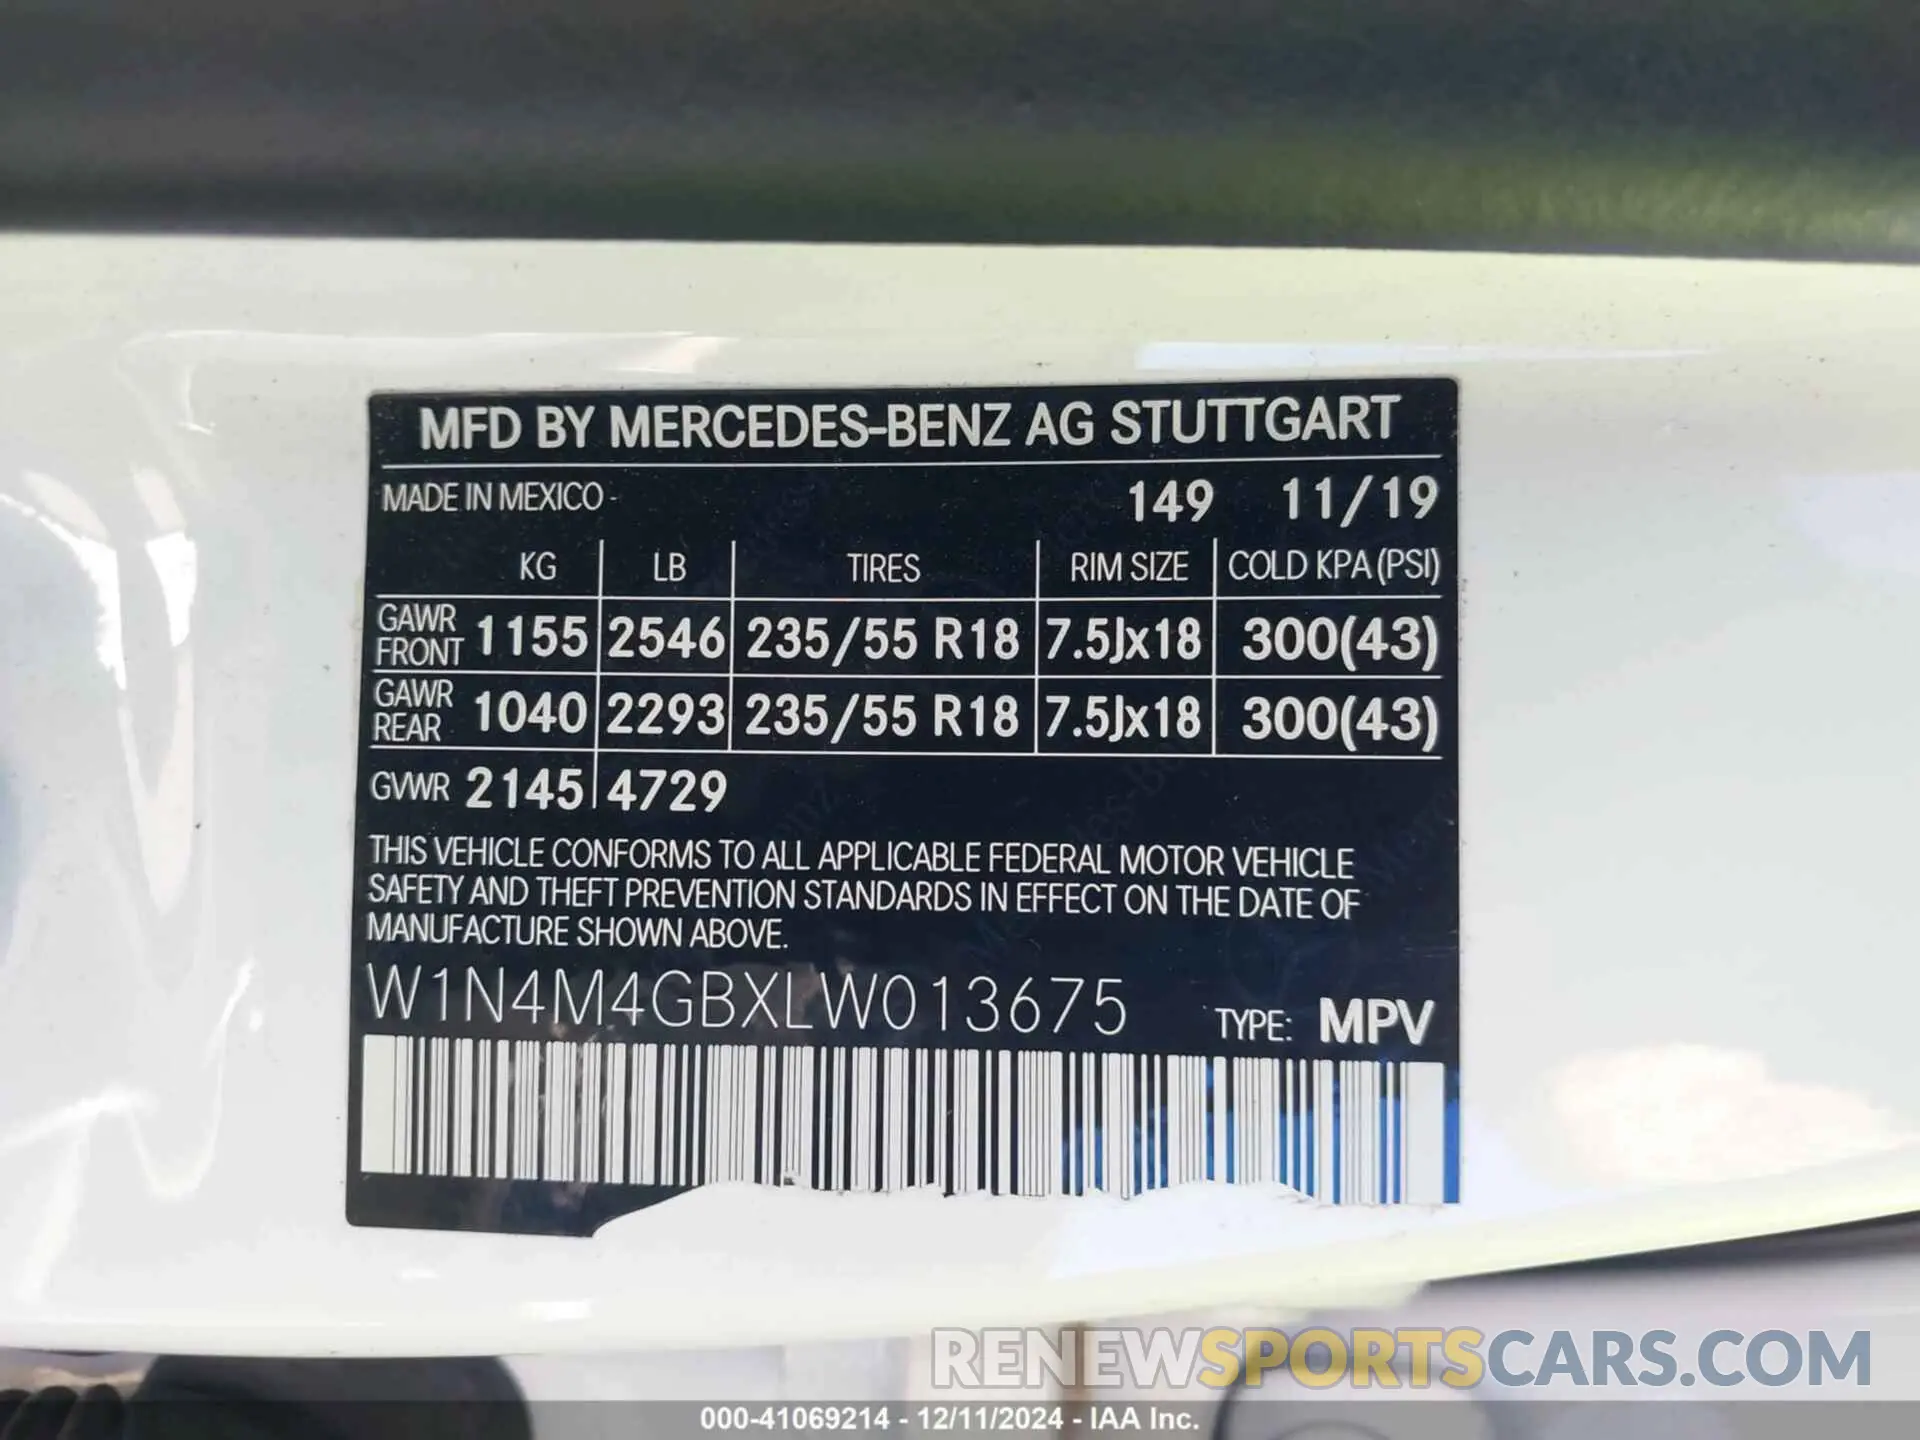 MFD BY MERCEDES-BENZ AG STUTTGART
MADE IN MEXICO - 149 11/19
KG LB TIRES RIM SIZE COLD KPA (PSI)
GAWR FRONT 1155 2546 235/55 R18 7.5Jx18 300(43)
GAWR REAR 1040 2293 235/55 R18 7.5Jx18 300(43)
GVWR 2145 4729
THIS VEHICLE CONFORMS TO ALL APPLICABLE FEDERAL MOTOR VEHICLE
SAFETY AND THEFT PREVENTION STANDARDS IN EFFECT ON THE DATE OF
MANUFACTURE SHOWN ABOVE.
W1N4M4GBXLW013675 TYPE: MPV
RENEWSPORTSCARS.COM
000-41069214 - 12/11/2024 - IAA Inc.